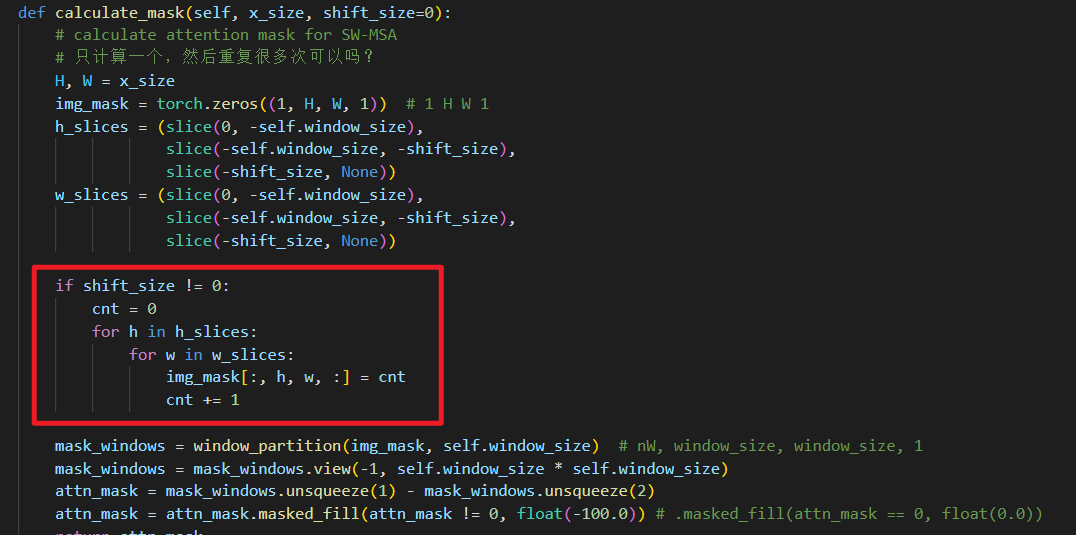 def calculate_mask(self, x_size, shift_size=0):
# calculate attention mask for SW-MSA
# 只计算一个，然后重复很多次可以吗？
H, W = x_size
img_mask = torch.zeros((1, H, W, 1))  # 1 H W 1
h_slices = (slice(0, -self.window_size),
slice(-self.window_size, -shift_size),
slice(-shift_size, None))
w_slices = (slice(0, -self.window_size),
slice(-self.window_size, -shift_size),
slice(-shift_size, None))
if shift_size != 0:
cnt = 0
for h in h_slices:
for w in w_slices:
img_mask[:, h, w, :] = cnt
cnt += 1
mask_windows = window_partition(img_mask, self.window_size)  # nW, window_size, window_size, 1
mask_windows = mask_windows.view(-1, self.window_size * self.window_size)
attn_mask = mask_windows.unsqueeze(1) - mask_windows.unsqueeze(2)
attn_mask = attn_mask.masked_fill(attn_mask != 0, float(-100.0)) # .masked_fill(attn_mask == 0, float(0.0))
return attn_mask